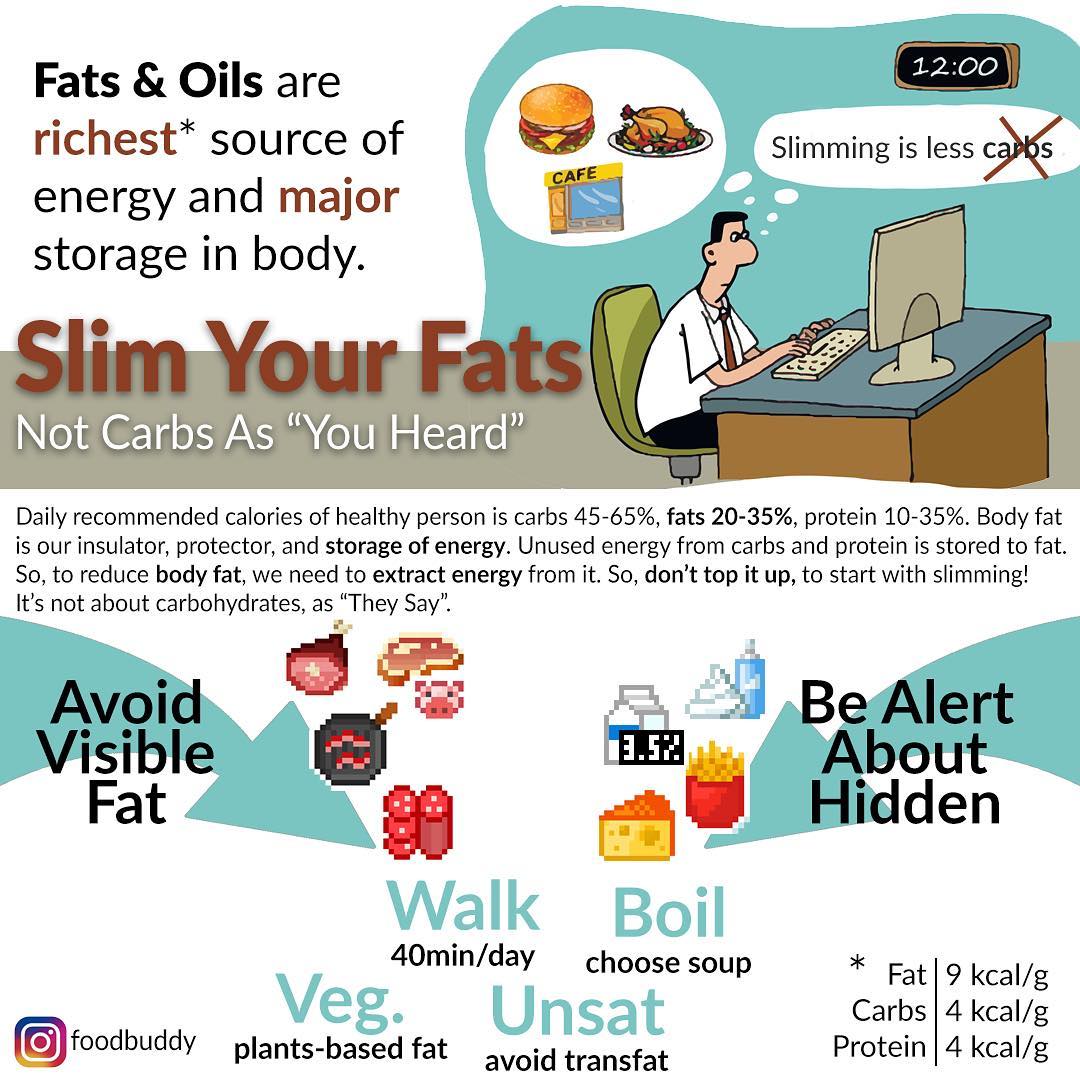 Fats & Oils are
richest* source of
energy and major
storage in body.
12:00
Slimming is less carbs
CAFE
Slim Your Fats
Not Carbs As “You Heard”
Daily recommended calories of healthy person is carbs 45-65%, fats 20-35%, protein 10-35%. Body fat
is our insulator, protector, and storage of energy. Unused energy from carbs and protein is stored to fat.
So, to reduce body fat, we need to extract energy from it. So, don’t top it up, to start with slimming!
It’s not about carbohydrates, as “They Say”.
Avoid
Visible
Fat
3.5%
Be Alert
About
Hidden
Walk
40min/day
Boil
choose soup
Veg.
plants-based fat
Unsat
avoid transfat
* Fat 9 kcal/g
Carbs 4 kcal/g
Protein 4 kcal/g
foodbuddy